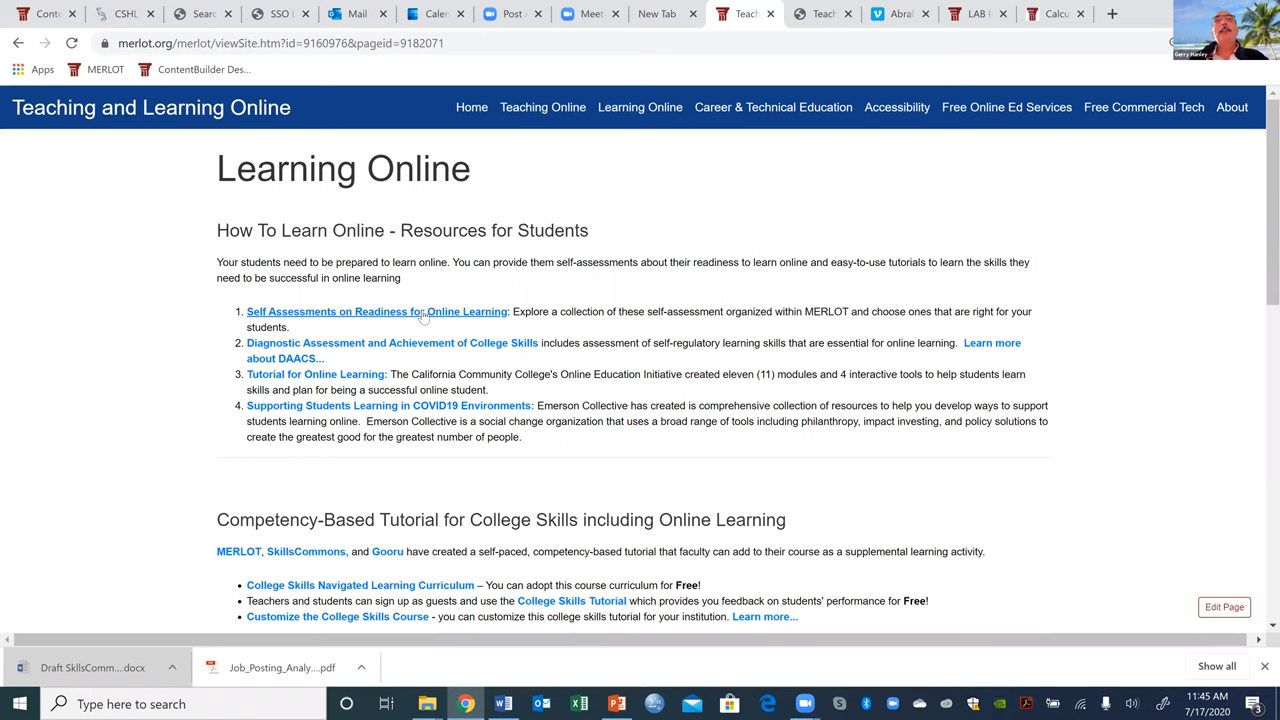 Conte
CSHL
Searc
SSO I
Mail
Calen
Post A
Meet
New Tab
Teach
Teach
Abral
LAB I
Calcu
merlot.org/merlot/viewSite.htm?id=9160976&pageid=9182071
Gerry Hanley
Apps
MERLOT
ContentBuilder Des...
Teaching and Learning Online
Home
Teaching Online
Learning Online
Career & Technical Education
Accessibility
Free Online Ed Services
Free Commercial Tech
About
Learning Online
How To Learn Online - Resources for Students
Your students need to be prepared to learn online. You can provide them self-assessments about their readiness to learn online and easy-to-use tutorials to learn the skills they
need to be successful in online learning
1. Self Assessments on Readiness for Online Learning: Explore a collection of these self-assessment organized within MERLOT and choose ones that are right for your
students.
2. Diagnostic Assessment and Achievement of College Skills includes assessment of self-regulatory learning skills that are essential for online learning. Learn more
about DAACS...
3. Tutorial for Online Learning: The California Community College's Online Education Initiative created eleven (11) modules and 4 interactive tools to help students learn
skills and plan for being a successful online student.
4. Supporting Students Learning in COVID19 Environments: Emerson Collective has created is comprehensive collection of resources to help you develop ways to support
students learning online. Emerson Collective is a social change organization that uses a broad range of tools including philanthropy, impact investing, and policy solutions to
create the greatest good for the greatest number of people.
Competency-Based Tutorial for College Skills including Online Learning
MERLOT, SkillsCommons, and Gooru have created a self-paced, competency-based tutorial that faculty can add to their course as a supplemental learning activity.
• College Skills Navigated Learning Curriculum – You can adopt this course curriculum for Free!
• Teachers and students can sign up as guests and use the College Skills Tutorial which provides you feedback on students' performance for Free!
• Customize the College Skills Course - you can customize this college skills tutorial for your institution. Learn more...
Edit Page
Draft SkllsComm....docx
Job_Posting_Analy....pdf
Show all
Type here to search
11:45 AM
7/17/2020
3